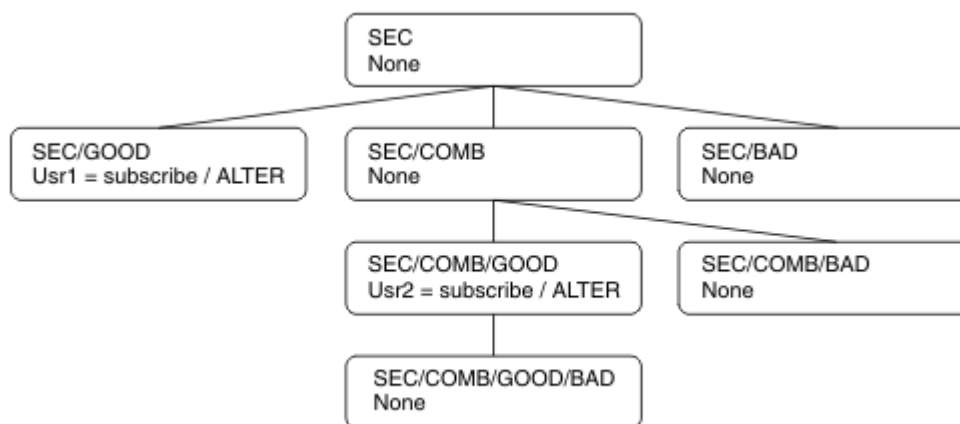 SEC
None
SEC/GOOD
Usr1 = subscribe / ALTER
SEC/COMB
None
SEC/BAD
None
SEC/COMB/GOOD
Usr2 = subscribe / ALTER
SEC/COMB/BAD
None
SEC/COMB/GOOD/BAD
None